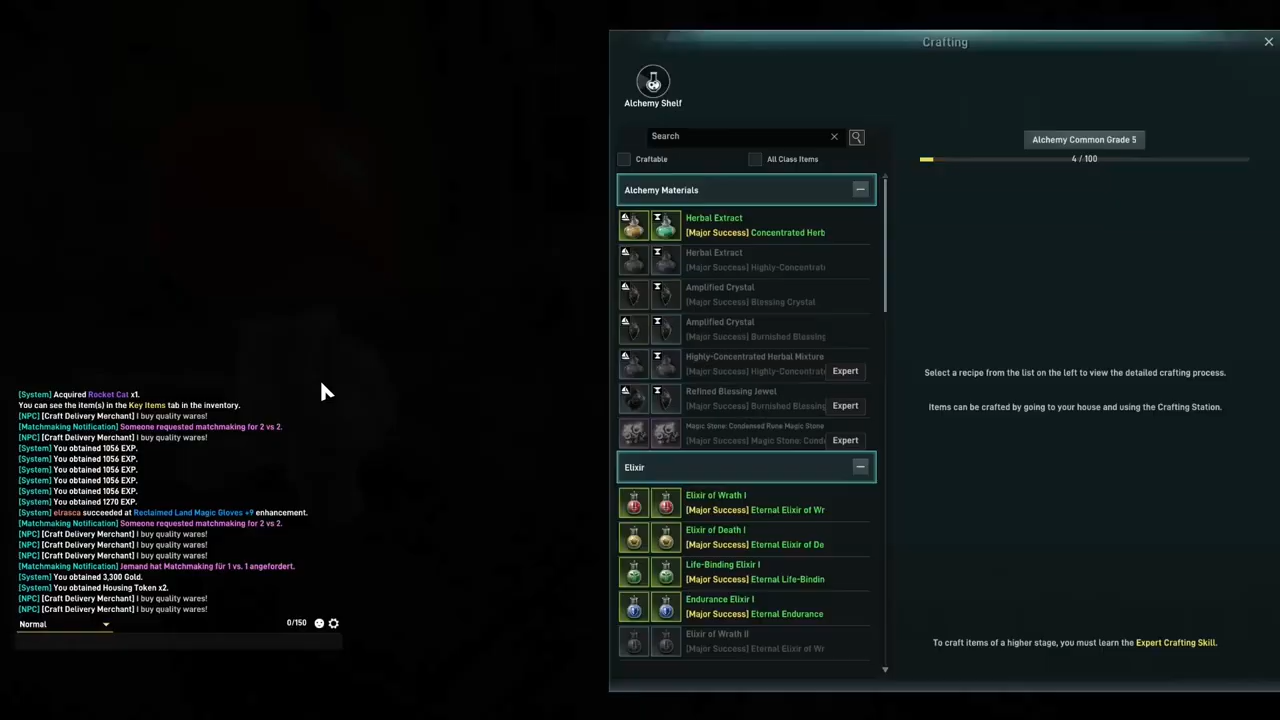 Crafting
Alchemy Shelf
Search
Craftable
All Class Items
Alchemy Common Grade 5
4 / 100
Alchemy Materials
Herbal Extract
[Major Success] Concentrated Herb
Herbal Extract
[Major Success] Highly-Concentrat
Amplified Crystal
[Major Success] Blessing Crystal
Amplified Crystal
[Major Success] Burnished Blessing
Highly-Concentrated Herbal Mixture
[Major Success] Highly-Concentrat
Expert
Refined Blessing Jewel
[Major Success] Burnished Blessing
Expert
Magic Stone: Condensed Rune Magic Stone
[Major Success] Magic Stone: Cond
Expert
Elixir
Elixir of Wrath I
[Major Success] Eternal Elixir of Wr
Elixir of Death I
[Major Success] Eternal Elixir of De
Life-Binding Elixir I
[Major Success] Eternal Life-Bindin
Endurance Elixir I
[Major Success] Eternal Endurance
Elixir of Wrath II
[Major Success] Eternal Elixir of Wr
Select a recipe from the list on the left to view the detailed crafting process.
Items can be crafted by going to your house and using the Crafting Station.
To craft items of a higher stage, you must learn the Expert Crafting Skill.
[System] Acquired Rocket Cat x1.
You can see the item(s) in the Key Items tab in the inventory.
[NPC] [Craft Delivery Merchant] I buy quality wares!
[Matchmaking Notification] Someone requested matchmaking for 2 vs 2.
[NPC] [Craft Delivery Merchant] I buy quality wares!
[System] You obtained 1056 EXP.
[System] You obtained 1056 EXP.
[System] You obtained 1056 EXP.
[System] You obtained 1056 EXP.
[System] You obtained 1056 EXP.
[System] You obtained 1270 EXP.
[System] elrasca succeeded at Reclaimed Land Magic Gloves +9 enhancement.
[Matchmaking Notification] Someone requested matchmaking for 2 vs 2.
[NPC] [Craft Delivery Merchant] I buy quality wares!
[NPC] [Craft Delivery Merchant] I buy quality wares!
[NPC] [Craft Delivery Merchant] I buy quality wares!
[Matchmaking Notification] Jemand hat Matchmaking für 1 vs. 1 angefordert.
[System] You obtained 3,300 Gold.
[System] You obtained Housing Token x2.
[NPC] [Craft Delivery Merchant] I buy quality wares!
[NPC] [Craft Delivery Merchant] I buy quality wares!
Normal
0/150